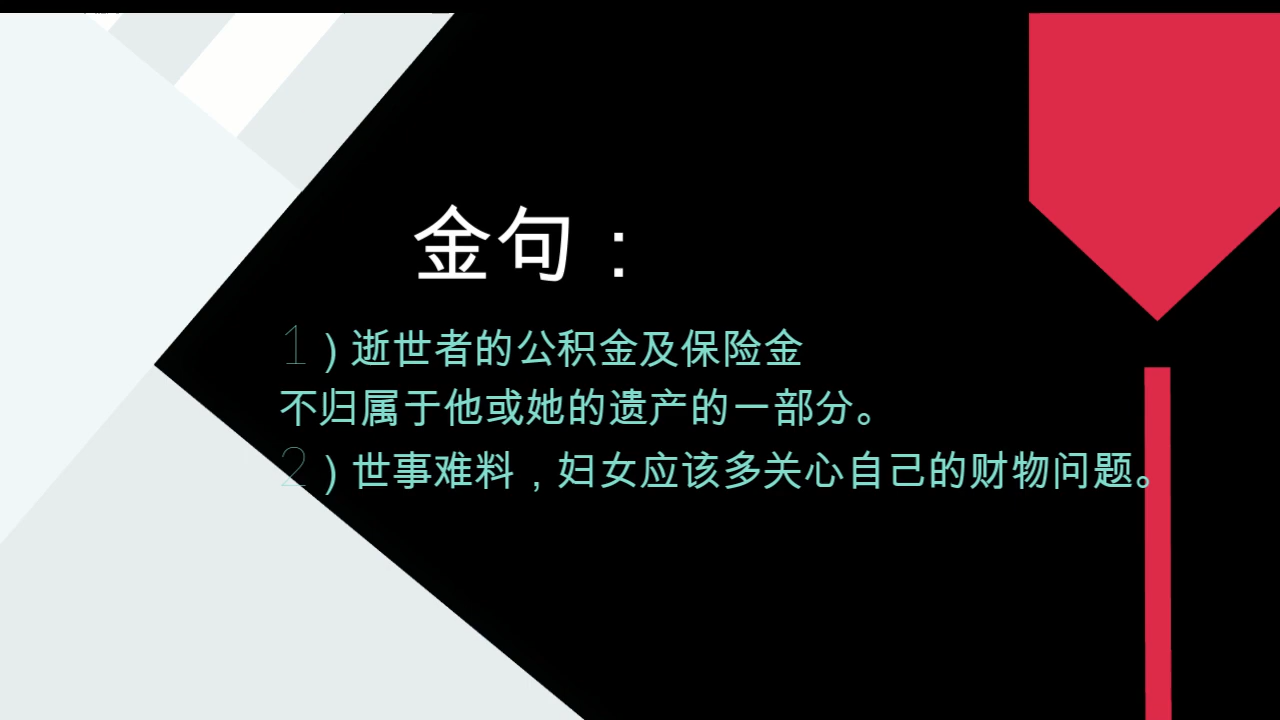 金句：
1）逝世者的公积金及保险金
不归属于他或她的遗产的一部分。
2）世事难料，妇女应该多关心自己的财物问题。